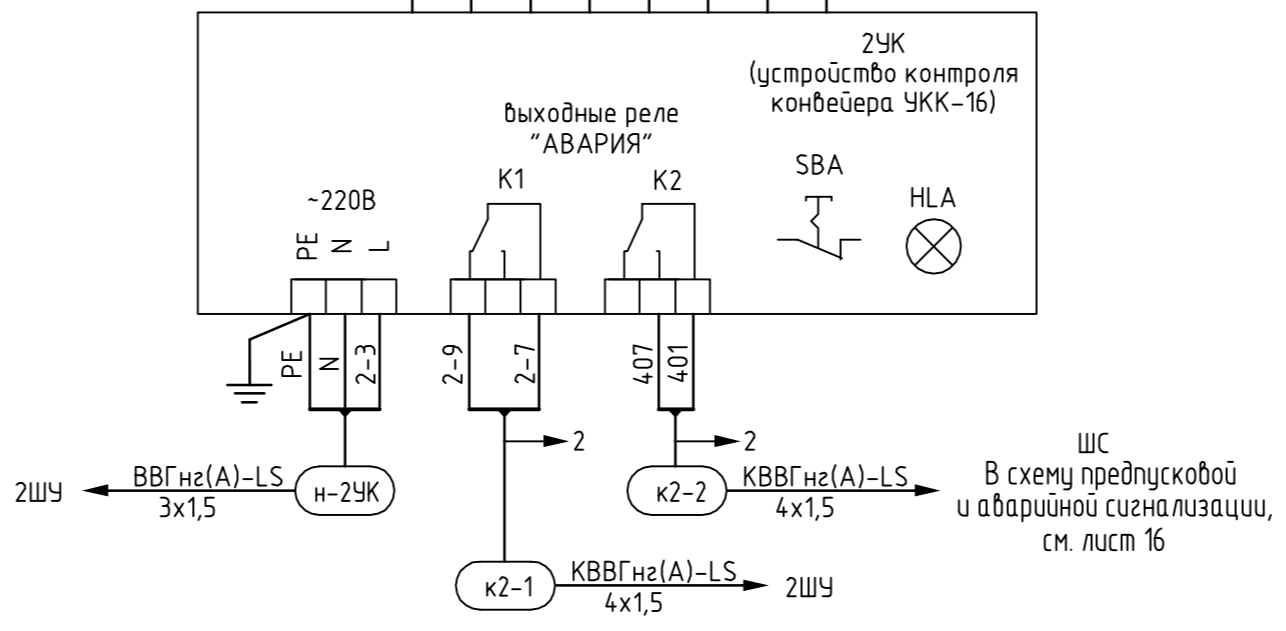 2УК
(устройство контроля
конвейера УКК-16)
выходные реле
"АВАРИЯ"
К1
К2
SBA
HLA
~220В
PE
N
L
PE
N
2-3
2-9
2-7
407
401
2
2
2ШУ
ВВГнг(А)-LS
3х1,5
н-2УК
к2-2
КВВГнг(А)-LS
4х1,5
ШС
В схему предпусковой
и аварийной сигнализации,
см. лист 16
к2-1
КВВГнг(А)-LS
4х1,5
2ШУ